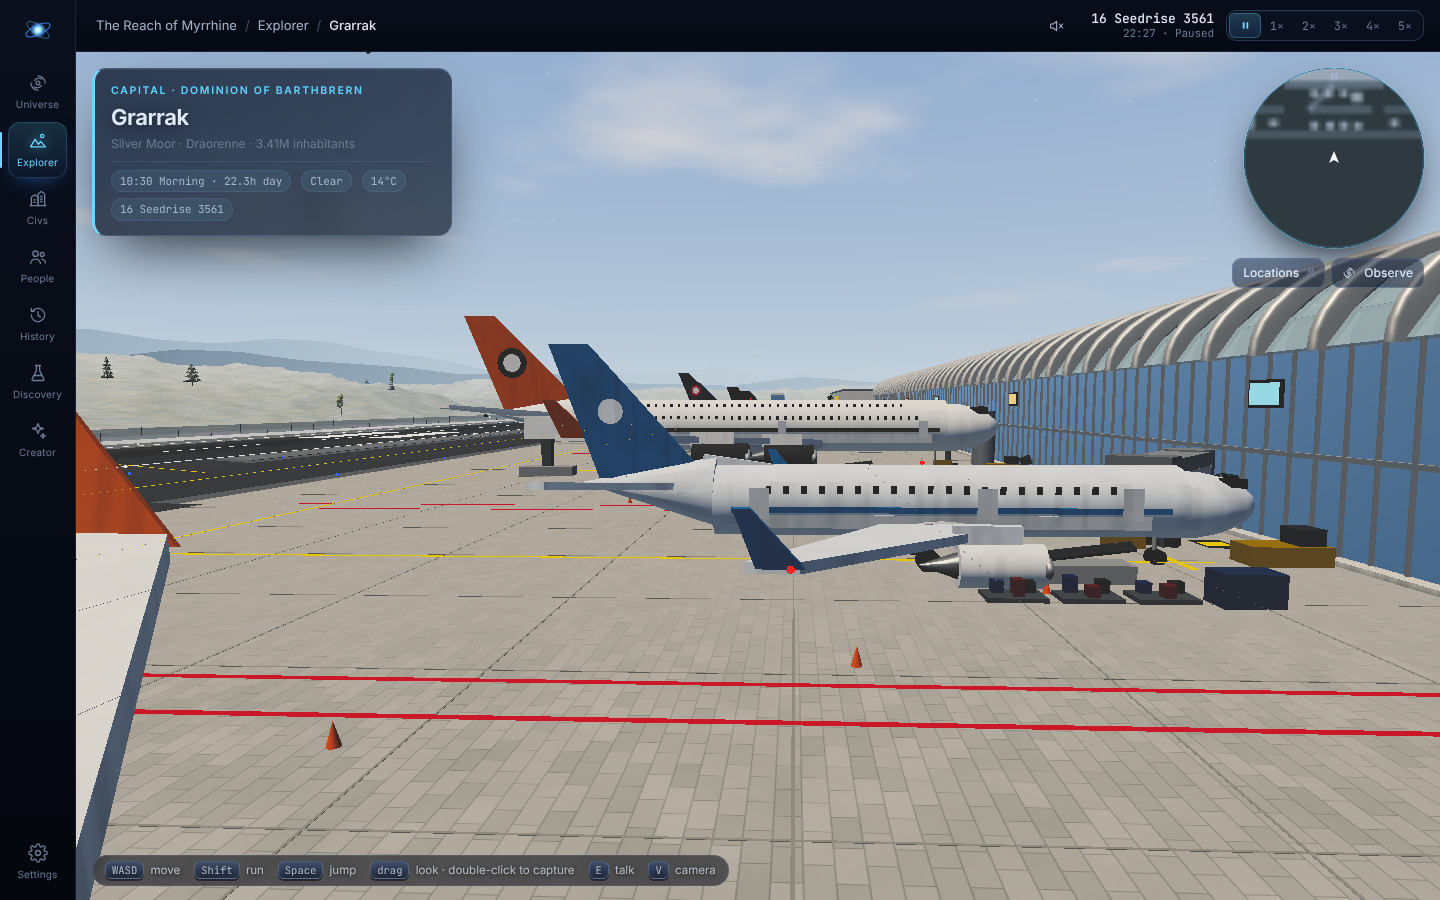 The Reach of Myrrhine / Explorer / Grarrak
16 Seedrise 3561
22:27 · Paused
1×
2×
3×
4×
5×
Universe
Explorer
Civs
People
History
Discovery
Creator
Settings
CAPITAL · DOMINION OF BARTHBRERN
Grarrak
Silver Moor · Draorenne · 3.41M inhabitants
10:30 Morning · 22.3h day
Clear
14°C
16 Seedrise 3561
N
Locations
Observe
WASD move Shift run Space jump drag look · double-click to capture E talk V camera